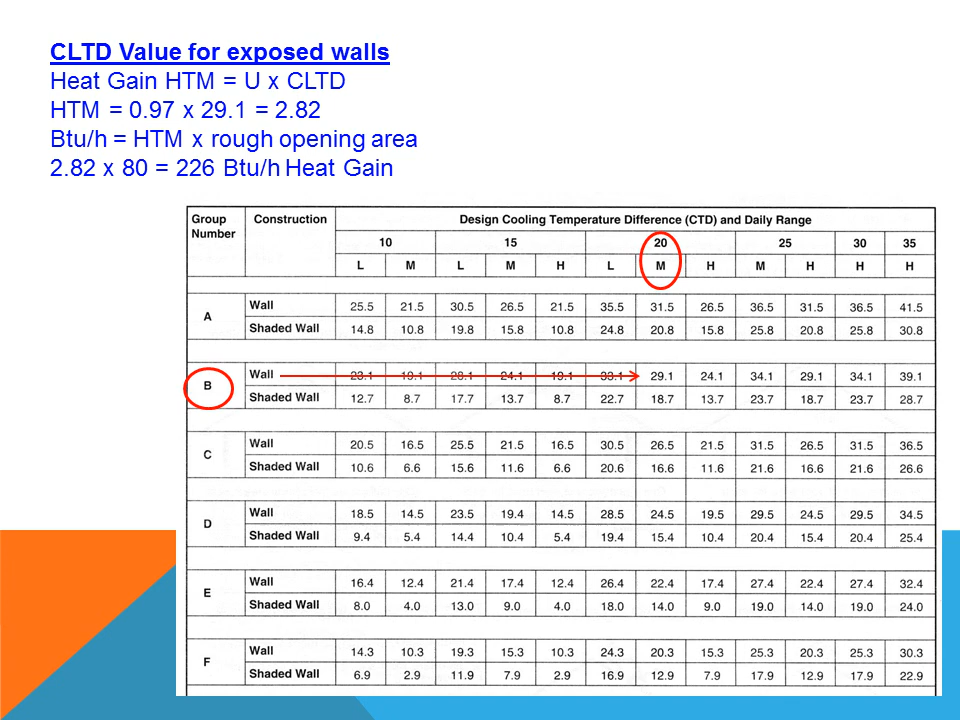 CLTD Value for exposed walls
Heat Gain HTM = U x CLTD
HTM = 0.97 x 29.1 = 2.82
Btu/h = HTM x rough opening area
2.82 x 80 = 226 Btu/h Heat Gain
Group Number Construction Design Cooling Temperature Difference (CTD) and Daily Range
10 15 20 25 30 35
L M L M H L M H M H H H
A
Wall 25.5 21.5 30.5 26.5 21.5 35.5 31.5 26.5 36.5 31.5 36.5 41.5
Shaded Wall 14.8 10.8 19.8 15.8 10.8 24.8 20.8 15.8 25.8 20.8 25.8 30.8
B
Wall 23.1 19.1 28.1 24.1 19.1 33.1 29.1 24.1 34.1 29.1 34.1 39.1
Shaded Wall 12.7 8.7 17.7 13.7 8.7 22.7 18.7 13.7 23.7 18.7 23.7 28.7
C
Wall 20.5 16.5 25.5 21.5 16.5 30.5 26.5 21.5 31.5 26.5 31.5 36.5
Shaded Wall 10.6 6.6 15.6 11.6 6.6 20.6 16.6 11.6 21.6 16.6 21.6 26.6
D
Wall 18.5 14.5 23.5 19.4 14.5 28.5 24.5 19.5 29.5 24.5 29.5 34.5
Shaded Wall 9.4 5.4 14.4 10.4 5.4 19.4 15.4 10.4 20.4 15.4 20.4 25.4
E
Wall 16.4 12.4 21.4 17.4 12.4 26.4 22.4 17.4 27.4 22.4 27.4 32.4
Shaded Wall 8.0 4.0 13.0 9.0 4.0 18.0 14.0 9.0 19.0 14.0 19.0 24.0
F
Wall 14.3 10.3 19.3 15.3 10.3 24.3 20.3 15.3 25.3 20.3 25.3 30.3
Shaded Wall 6.9 2.9 11.9 7.9 2.9 16.9 12.9 7.9 17.9 12.9 17.9 22.9